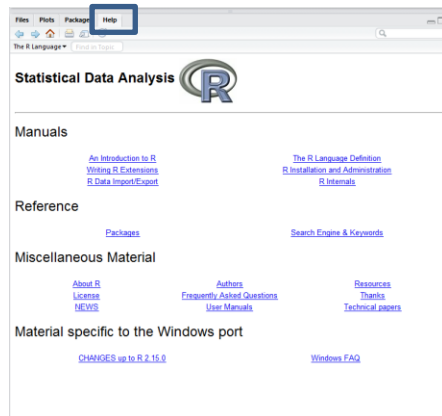 Files Plots Packages Help
The R Language Find in Topic
Statistical Data Analysis R
Manuals
An Introduction to R The R Language Definition
Writing R Extensions R Installation and Administration
R Data Import/Export R Internals
Reference
Packages Search Engine & Keywords
Miscellaneous Material
About R Authors Resources
License Frequently Asked Questions Thanks
NEWS User Manuals Technical papers
Material specific to the Windows port
CHANGES up to R 2.15.0 Windows FAQ